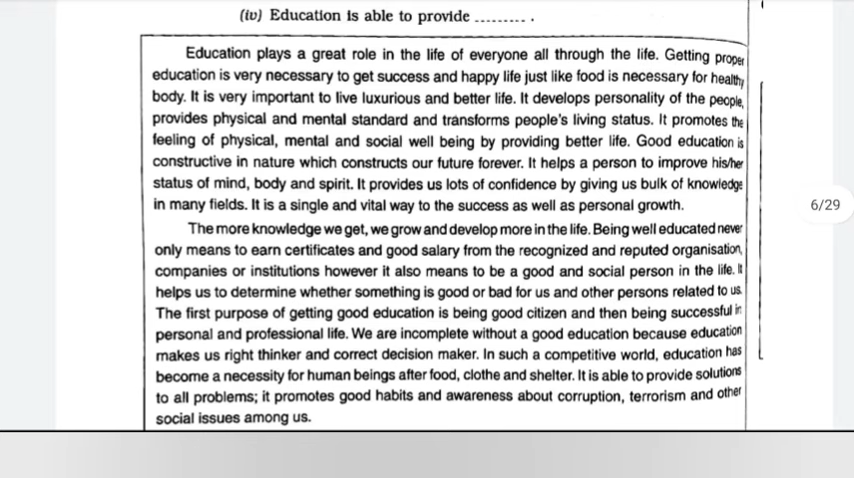 (iv) Education is able to provide ......... .
Education plays a great role in the life of everyone all through the life. Getting proper
education is very necessary to get success and happy life just like food is necessary for healthy
body. It is very important to live luxurious and better life. It develops personality of the people,
provides physical and mental standard and transforms people's living status. It promotes the
feeling of physical, mental and social well being by providing better life. Good education is
constructive in nature which constructs our future forever. It helps a person to improve his/her
status of mind, body and spirit. It provides us lots of confidence by giving us bulk of knowledge
in many fields. It is a single and vital way to the success as well as personal growth.
6/29
The more knowledge we get, we grow and develop more in the life. Being well educated never
only means to earn certificates and good salary from the recognized and reputed organisation,
companies or institutions however it also means to be a good and social person in the life. It
helps us to determine whether something is good or bad for us and other persons related to us.
The first purpose of getting good education is being good citizen and then being successful in
personal and professional life. We are incomplete without a good education because education
makes us right thinker and correct decision maker. In such a competitive world, education has
become a necessity for human beings after food, clothe and shelter. It is able to provide solutions
to all problems; it promotes good habits and awareness about corruption, terrorism and other
social issues among us.